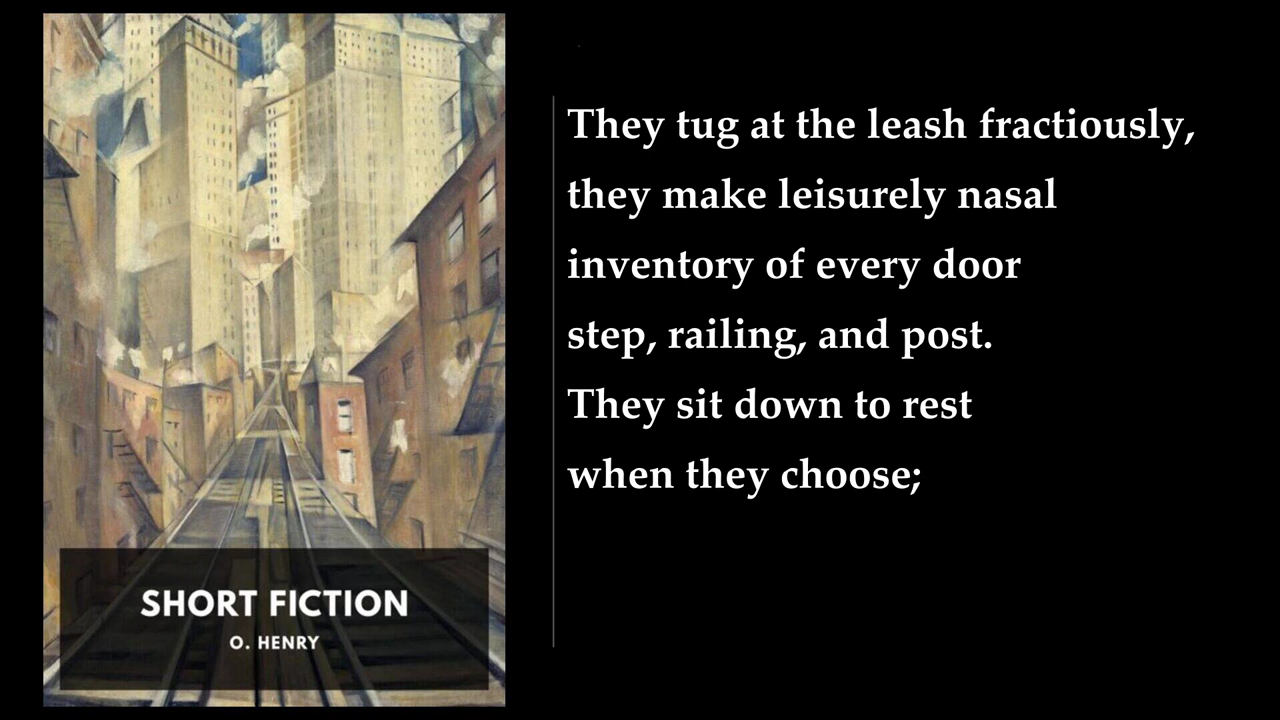 They tug at the leash fractiously,
they make leisurely nasal
inventory of every door
step, railing, and post.
They sit down to rest
when they choose;
SHORT FICTION
O. HENRY